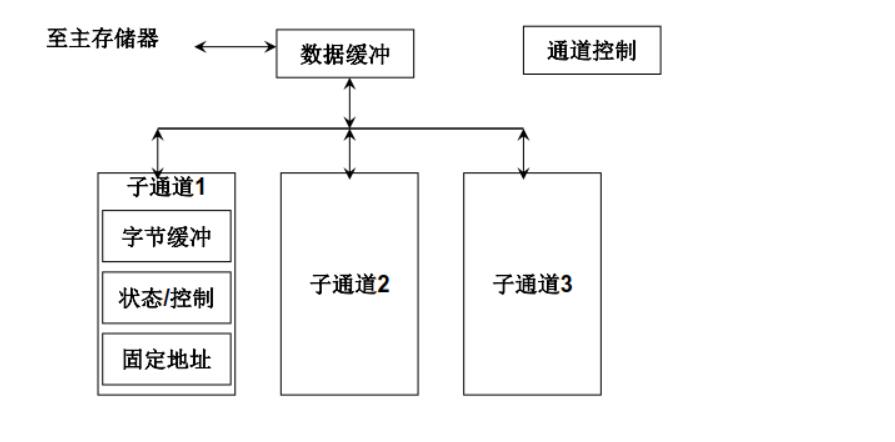 至主存储器
数据缓冲
通道控制
子通道1
字节缓冲
状态/控制
固定地址
子通道2
子通道3